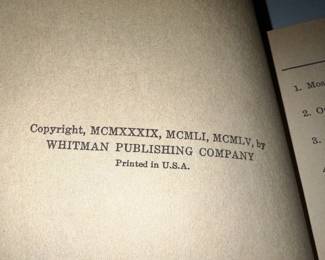 Copyright, MCMXXXIX, MCMLI, MCMLV, by
WHITMAN PUBLISHING COMPANY
Printed in U.S.A.
1.
2.
3.